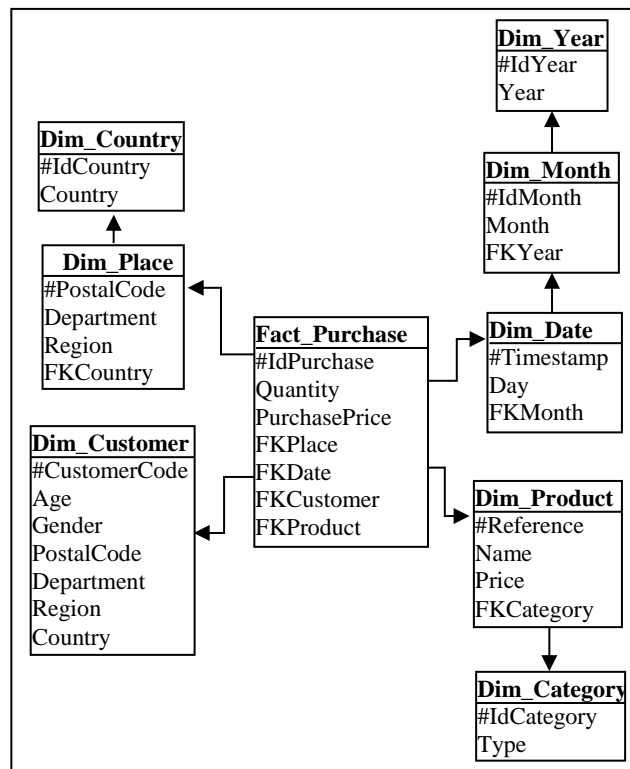 Dim_Year
#IdYear
Year
Dim_Country
#IdCountry
Country
Dim_Month
#IdMonth
Month
FKYear
Dim_Place
#PostalCode
Department
Region
FKCountry
Fact_Purchase
#IdPurchase
Quantity
PurchasePrice
FKPlace
FKDate
FKCustomer
FKProduct
Dim_Date
#Timestamp
Day
FKMonth
Dim_Customer
#CustomerCode
Age
Gender
PostalCode
Department
Region
Country
Dim_Product
#Reference
Name
Price
FKCategory
Dim_Category
#IdCategory
Type